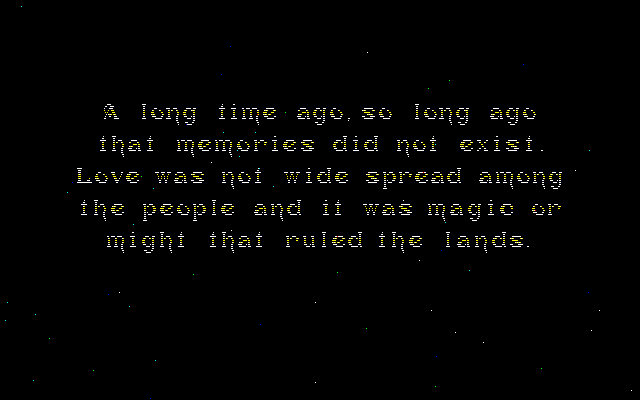 A long time ago, so long ago
that memories did not exist.
Love was not wide spread among
the people and it was magic or
might that ruled the lands.